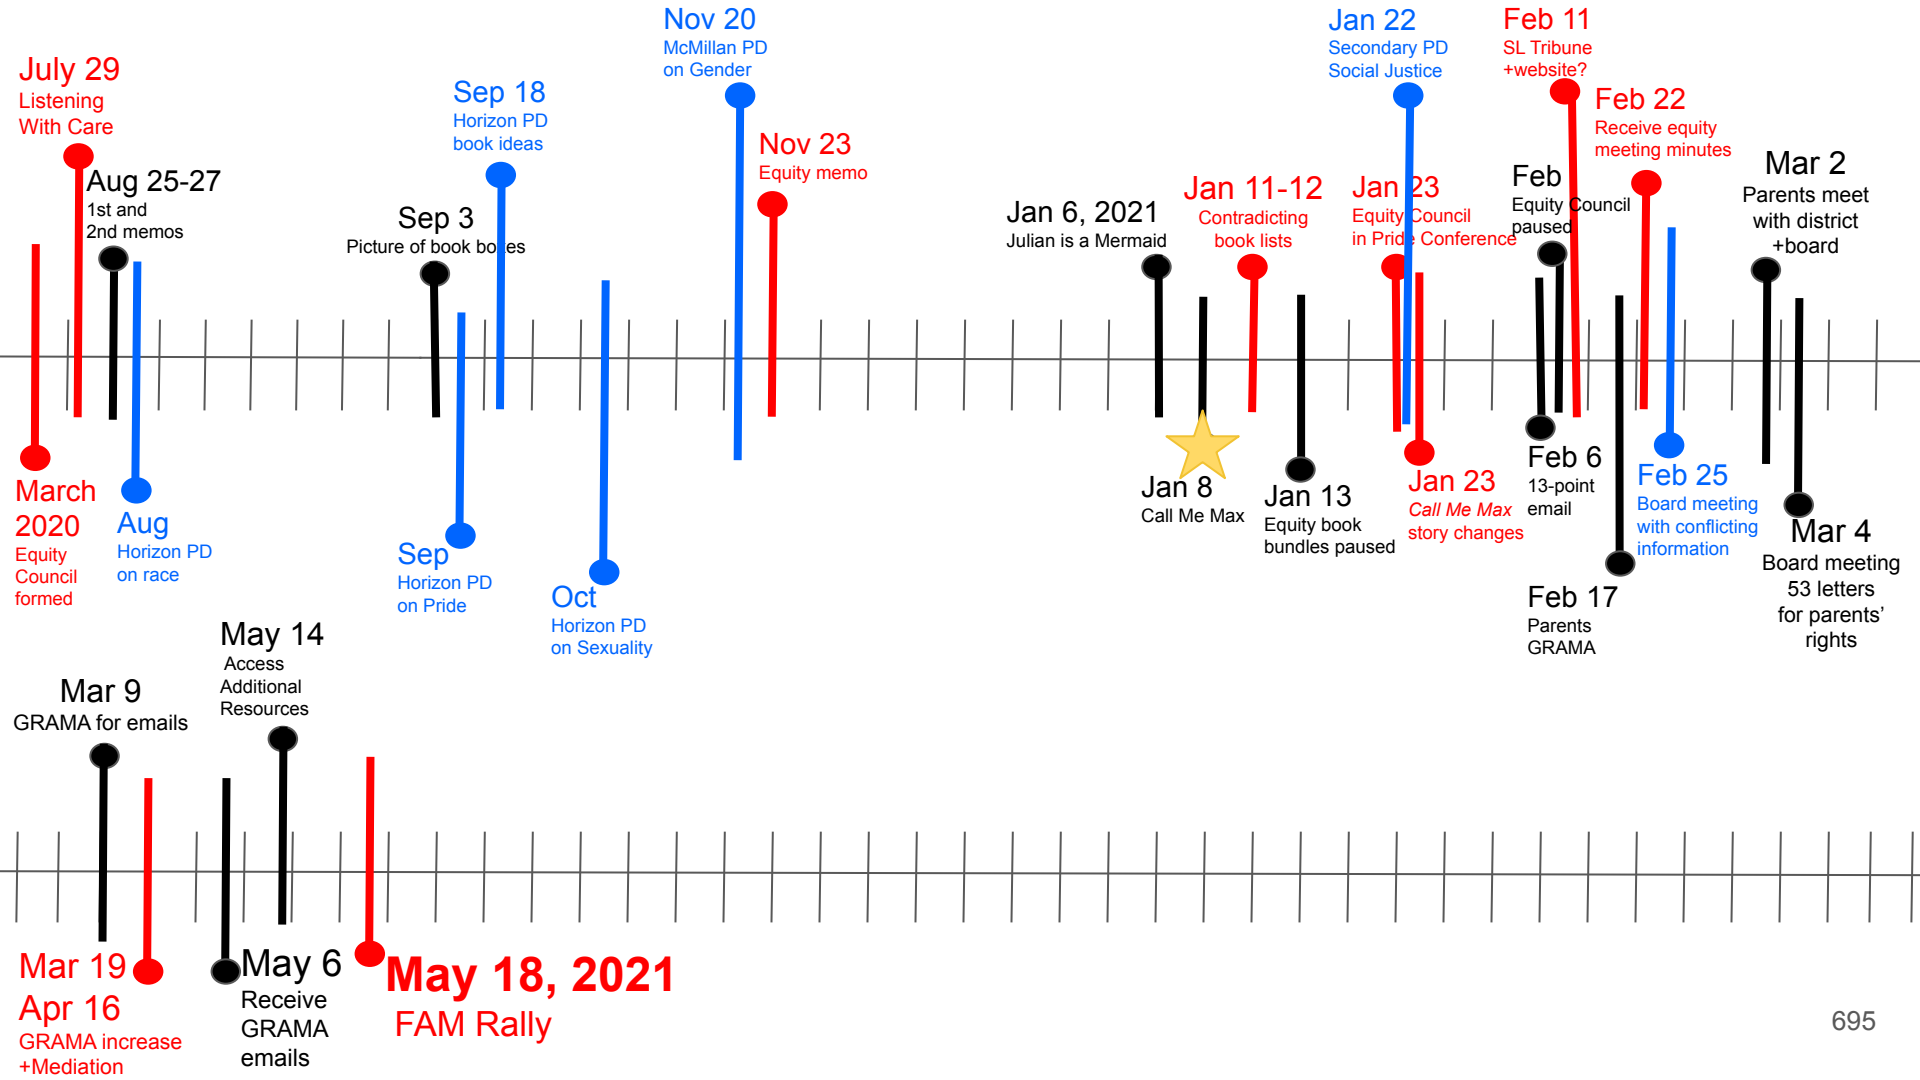 July 29
Listening
With Care
Aug 25-27
1st and
2nd memos
March
2020
Equity
Council
formed
Aug
Horizon PD
on race
Sep 3
Picture of book boxes
Sep 18
Horizon PD
book ideas
Sep
Horizon PD
on Pride
Oct
Horizon PD
on Sexuality
Nov 20
McMillan PD
on Gender
Nov 23
Equity memo
Jan 6, 2021
Julian is a Mermaid
Jan 8
Call Me Max
Jan 11-12
Contradicting
book lists
Jan 13
Equity book
bundles paused
Jan 22
Secondary PD
Social Justice
Jan 23
Equity Council
in Pride Conference
Jan 23
Call Me Max
story changes
Feb
Equity Council
paused
Feb 6
13-point
email
Feb 11
SL Tribune
+website?
Feb 17
Parents
GRAMA
Feb 22
Receive equity
meeting minutes
Feb 25
Board meeting
with conflicting
information
Mar 2
Parents meet
with district
+board
Mar 4
Board meeting
53 letters
for parents’
rights
Mar 9
GRAMA for emails
Mar 19
Apr 16
GRAMA increase
+Mediation
May 6
Receive
GRAMA
emails
May 14
Access
Additional
Resources
May 18, 2021
FAM Rally
695